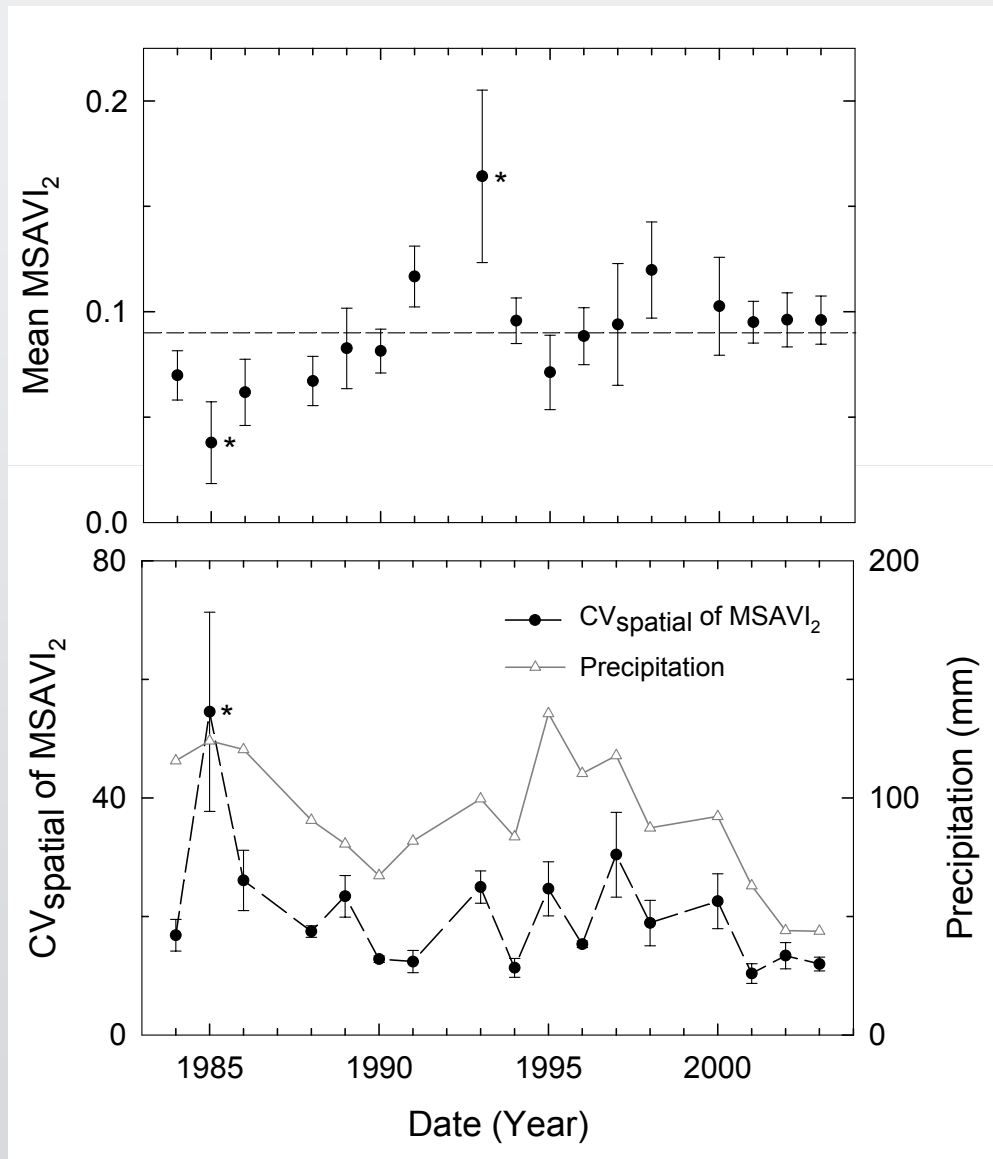 0.2
0.1
0.0
Mean MSAVI₂
*
*
80
40
0
CVspatial of MSAVI₂
200
100
0
Precipitation (mm)
CVspatial of MSAVI₂
Precipitation
*
1985 1990 1995 2000
Date (Year)